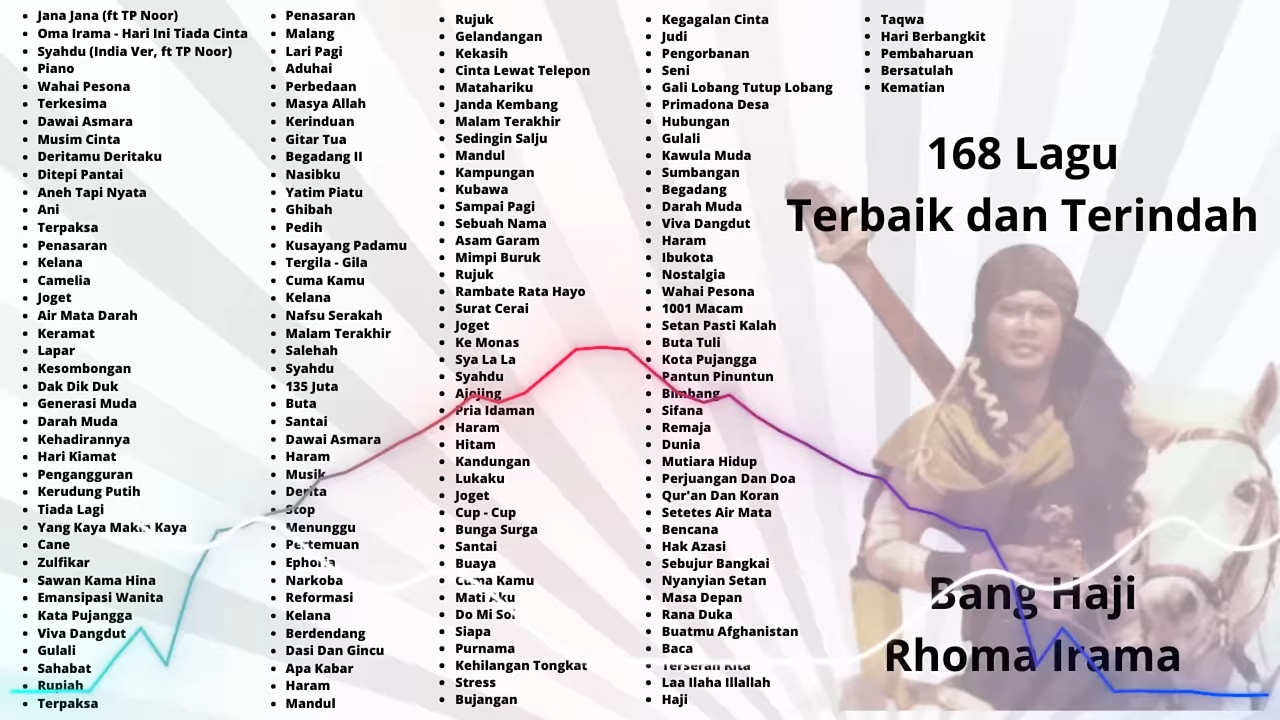 Jana Jana (ft TP Noor)
Oma Irama - Hari Ini Tiada Cinta
Syahdu (India Ver, ft TP Noor)
Piano
Wahai Pesona
Terkesima
Dawai Asmara
Musim Cinta
Deritamu Deritaku
Ditepi Pantai
Aneh Tapi Nyata
Ani
Terpaksa
Penasaran
Kelana
Camelia
Joget
Air Mata Darah
Keramat
Lapar
Kesombongan
Dak Dik Duk
Generasi Muda
Darah Muda
Kehadirannya
Hari Kiamat
Pengangguran
Kerudung Putih
Tiada Lagi
Yang Kaya Makin Kaya
Cane
Zulfikar
Sawan Kama Hina
Emansipasi Wanita
Kata Pujangga
Viva Dangdut
Gulali
Sahabat
Rupiah
Terpaksa
Penasaran
Malang
Lari Pagi
Aduhai
Perbedaan
Masya Allah
Kerinduan
Gitar Tua
Begadang II
Nasibku
Yatim Piatu
Ghibah
Pedih
Kusayang Padamu
Tergila - Gila
Cuma Kamu
Kelana
Nafsu Serakah
Malam Terakhir
Salehah
Syahdu
135 Juta
Buta
Santai
Dawai Asmara
Haram
Musik
Derita
Stop
Menunggu
Pertemuan
Ephoria
Narkoba
Reformasi
Kelana
Berdendang
Dasi Dan Gincu
Apa Kabar
Haram
Mandul
Rujuk
Gelandangan
Kekasih
Cinta Lewat Telepon
Matahariku
Janda Kembang
Malam Terakhir
Sedingin Salju
Mandul
Kampungan
Kubawa
Sampai Pagi
Sebuah Nama
Asam Garam
Mimpi Buruk
Rujuk
Rambate Rata Hayo
Surat Cerai
Joget
Ke Monas
Sya La La
Syahdu
Ajojing
Pria Idaman
Haram
Hitam
Kandungan
Lukaku
Joget
Cup - Cup
Bunga Surga
Santai
Buaya
Cuma Kamu
Mati Aku
Do Mi Sol
Siapa
Purnama
Kehilangan Tongkat
Stress
Bujangan
Kegagalan Cinta
Judi
Pengorbanan
Seni
Gali Lobang Tutup Lobang
Primadona Desa
Hubungan
Gulali
Kawula Muda
Sumbangan
Begadang
Darah Muda
Viva Dangdut
Haram
Ibukota
Nostalgia
Wahai Pesona
1001 Macam
Setan Pasti Kalah
Buta Tuli
Kota Pujangga
Pantun Pinuntun
Bimbang
Sifana
Remaja
Dunia
Mutiara Hidup
Perjuangan Dan Doa
Qur'an Dan Koran
Setetes Air Mata
Bencana
Hak Azasi
Sebujur Bangkai
Nyanyian Setan
Masa Depan
Rana Duka
Buatmu Afghanistan
Baca
Terserah Kita
Laa Ilaha Illallah
Haji
Taqwa
Hari Berbangkit
Pembaharuan
Bersatulah
Kematian
168 Lagu
Terbaik dan Terindah
Bang Haji
Rhoma Irama